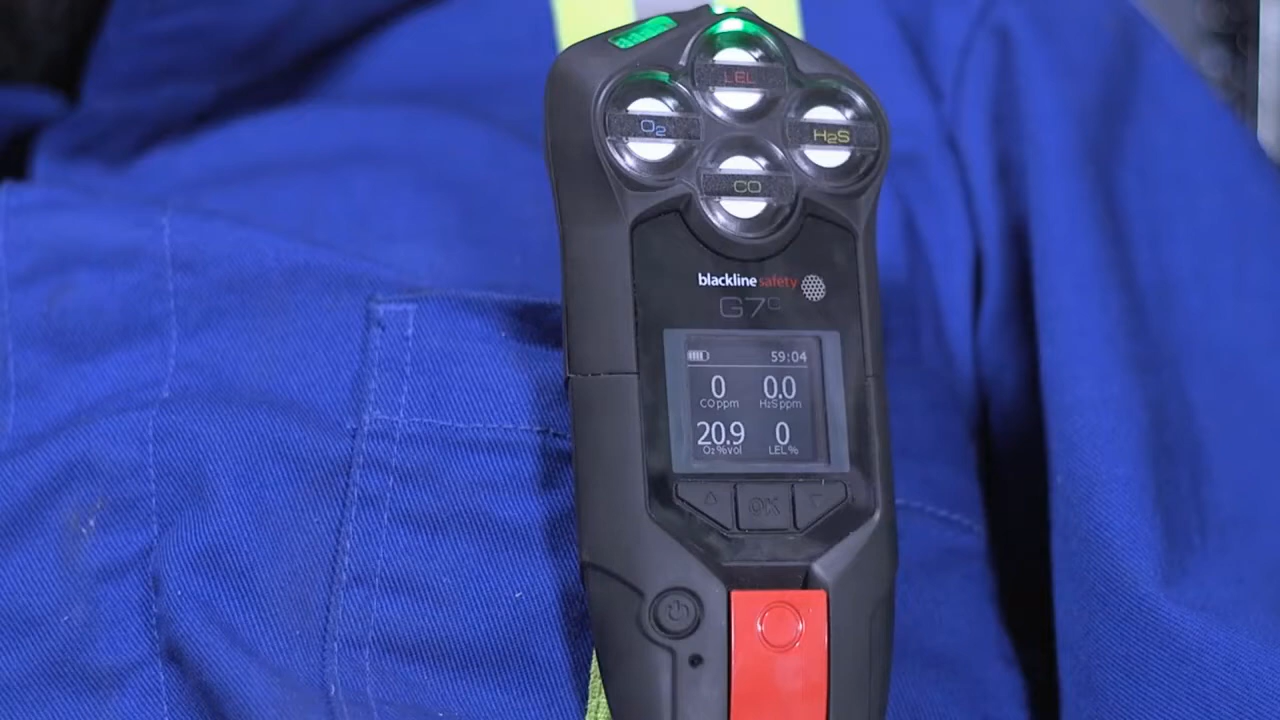 LEL
O2 H2S
CO
blackline safety
G7c
59:04
0 0.0
CO ppm H2S ppm
20.9 0
O2 %vol LEL %
OK